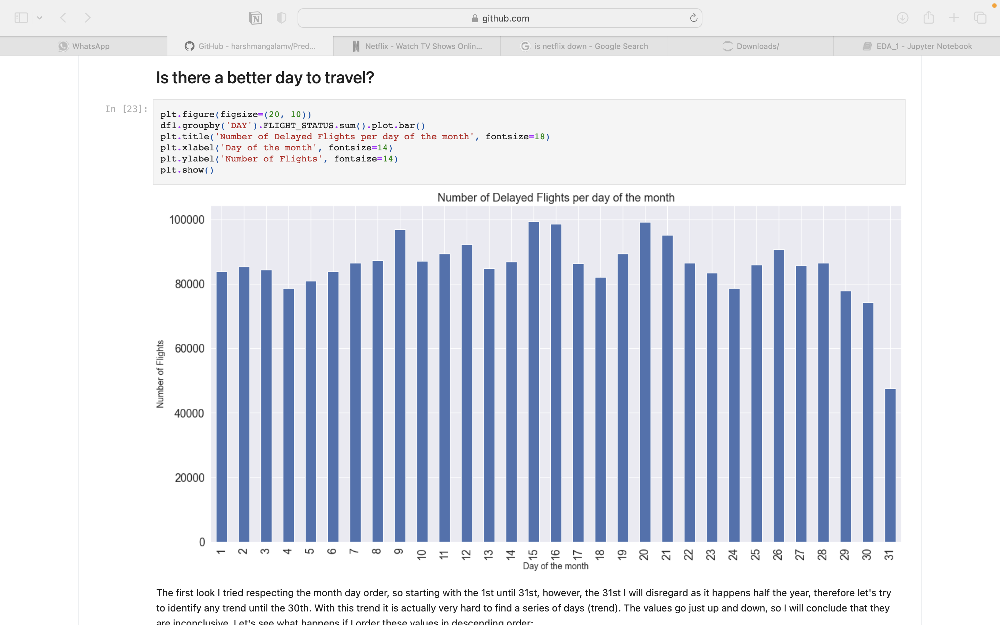 github.com
WhatsApp
GitHub - harshmangalamv/Pred...
Netflix - Watch TV Shows Onlin...
is netflix down - Google Search
Downloads/
EDA_1 - Jupyter Notebook
Is there a better day to travel?
In [23]:
plt.figure(figsize=(20, 10))
df1.groupby('DAY').FLIGHT_STATUS.sum().plot.bar()
plt.title('Number of Delayed Flights per day of the month', fontsize=18)
plt.xlabel('Day of the month', fontsize=14)
plt.ylabel('Number of Flights', fontsize=14)
plt.show()
Number of Delayed Flights per day of the month
100000
80000
60000
40000
20000
0
Number of Flights
1 2 3 4 5 6 7 8 9 10 11 12 13 14 15 16 17 18 19 20 21 22 23 24 25 26 27 28 29 30 31
Day of the month
The first look I tried respecting the month day order, so starting with the 1st until 31st, however, the 31st I will disregard as it happens half the year, therefore let's try
to identify any trend until the 30th. With this trend it is actually very hard to find a series of days (trend). The values go just up and down, so I will conclude that they
are inconclusive. Let's see what happens if I order these values in descending order: